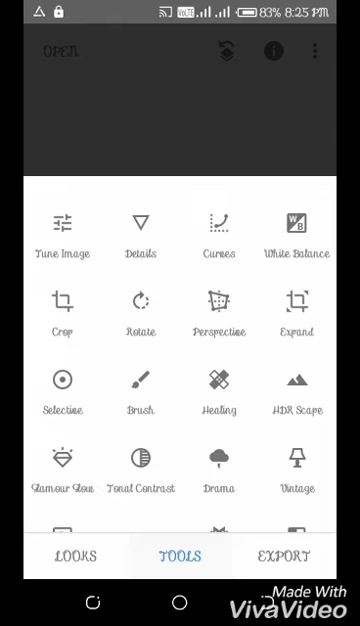 VoLTE 83% 8:25 PM
OPEN
Tune Image Details Curves White Balance
Crop Rotate Perspective Expand
Selective Brush Healing HDR Scape
Glamour Glow Tonal Contrast Drama Vintage
LOOKS TOOLS EXPORT
Made With
VivaVideo